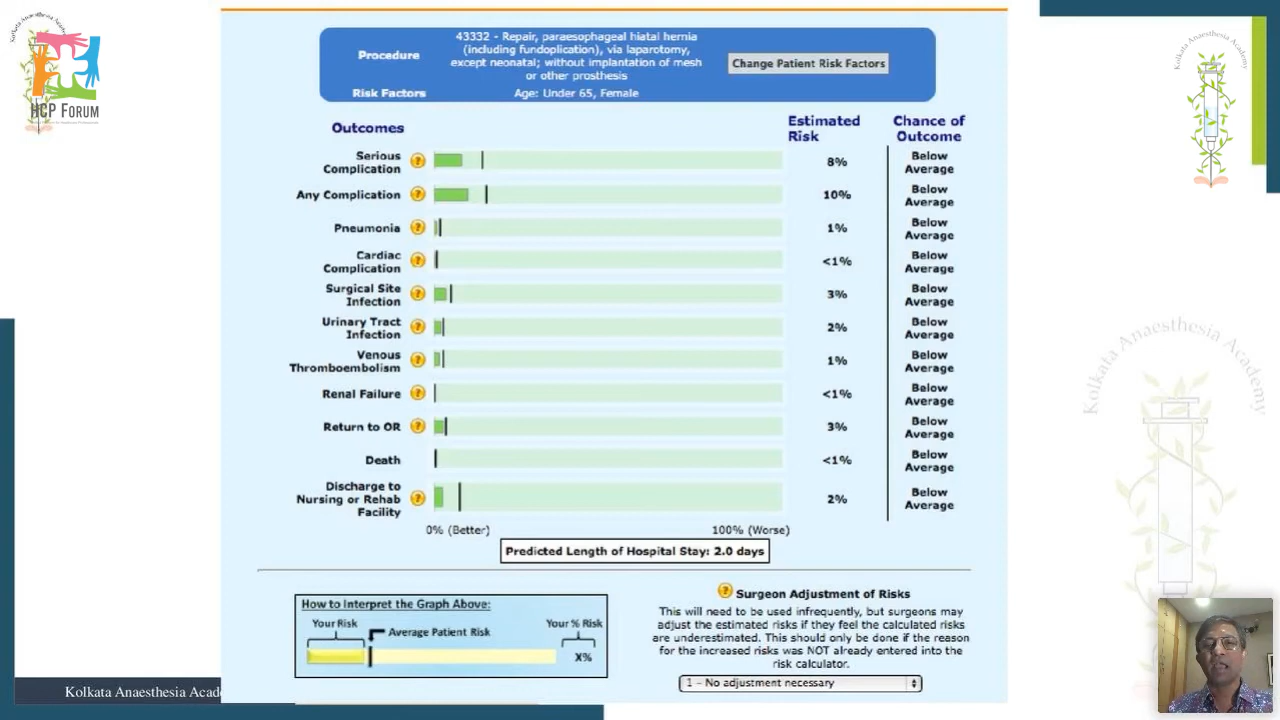 Kolkata Anaesthesia Academy
HCP FORUM
Procedure
43332 - Repair, paraesophageal hiatal hernia
(including fundoplication), via laparotomy,
except neonatal; without implantation of mesh
or other prosthesis
Change Patient Risk Factors
Risk Factors
Age: Under 65, Female
Outcomes
Estimated
Risk
Chance of
Outcome
Serious
Complication
?
8%
Below
Average
Any Complication
?
10%
Below
Average
Pneumonia
?
1%
Below
Average
Cardiac
Complication
?
<1%
Below
Average
Surgical Site
Infection
?
3%
Below
Average
Urinary Tract
Infection
?
2%
Below
Average
Venous
Thromboembolism
?
1%
Below
Average
Renal Failure
?
<1%
Below
Average
Return to OR
?
3%
Below
Average
Death
<1%
Below
Average
Discharge to
Nursing or Rehab
Facility
?
2%
Below
Average
0% (Better)
100% (Worse)
Predicted Length of Hospital Stay: 2.0 days
How to Interpret the Graph Above:
Your Risk
Average Patient Risk
Your % Risk
X%
? Surgeon Adjustment of Risks
This will need to be used infrequently, but surgeons may
adjust the estimated risks if they feel the calculated risks
are underestimated. This should only be done if the reason
for the increased risks was NOT already entered into the
risk calculator.
1 - No adjustment necessary
Kolkata Anaesthesia Acade
Kolkata Anaesthesia Academy